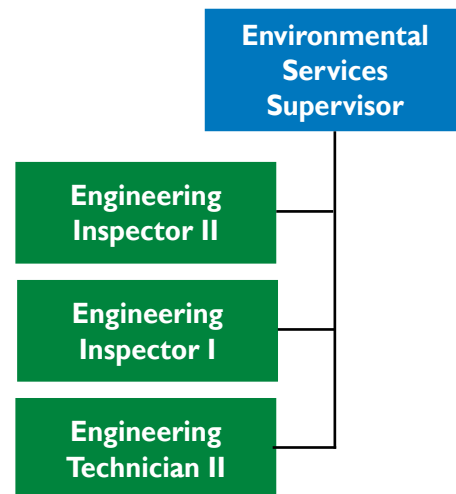 Environmental
Services
Supervisor
Engineering
Inspector II
Engineering
Inspector I
Engineering
Technician II